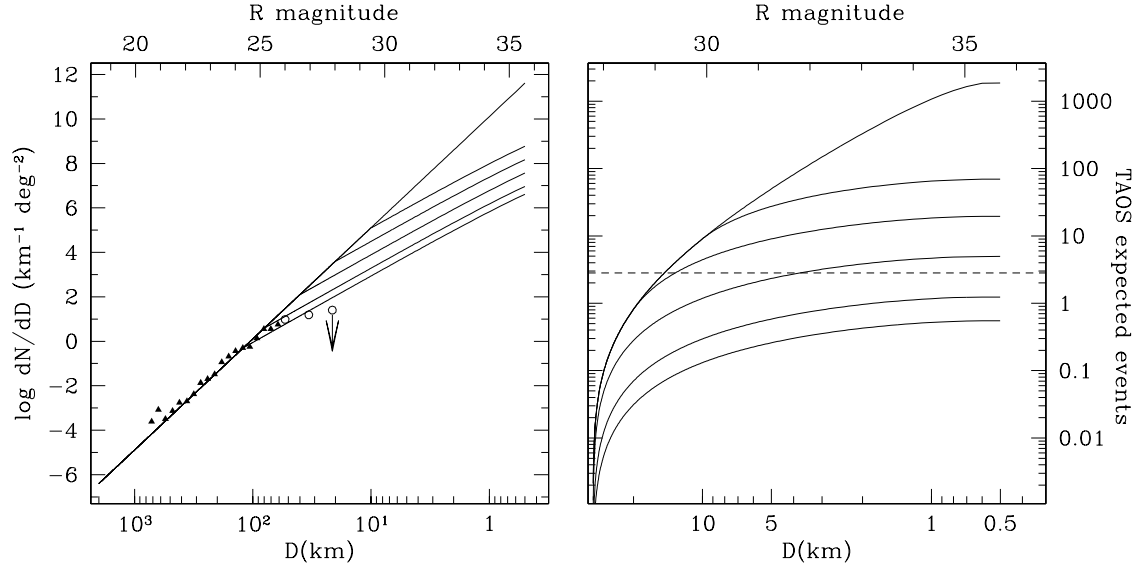 R magnitude
20 25 30 35
12
10
8
6
4
2
0
−2
−4
−6
log dN/dD (km⁻¹ deg⁻²)
10³ 10² 10¹ 1
D(km)
R magnitude
30 35
1000
100
10
1
0.1
0.01
TAOS expected events
10 5 1 0.5
D(km)